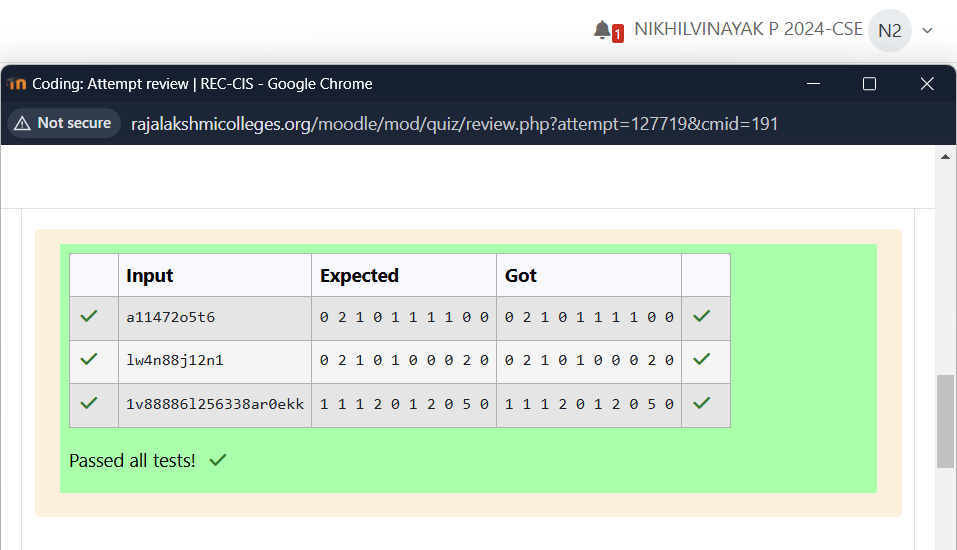 1 NIKHILVINAYAK P 2024-CSE N2
Coding: Attempt review | REC-CIS - Google Chrome
Not secure rajalakshmicolleges.org/moodle/mod/quiz/review.php?attempt=127719&cmid=191
Input Expected Got
a11472o5t6 0 2 1 0 1 1 1 1 0 0 0 2 1 0 1 1 1 1 0 0
lw4n88j12n1 0 2 1 0 1 0 0 0 2 0 0 2 1 0 1 0 0 0 2 0
1v88886l256338ar0ekk 1 1 1 2 0 1 2 0 5 0 1 1 1 2 0 1 2 0 5 0
Passed all tests!